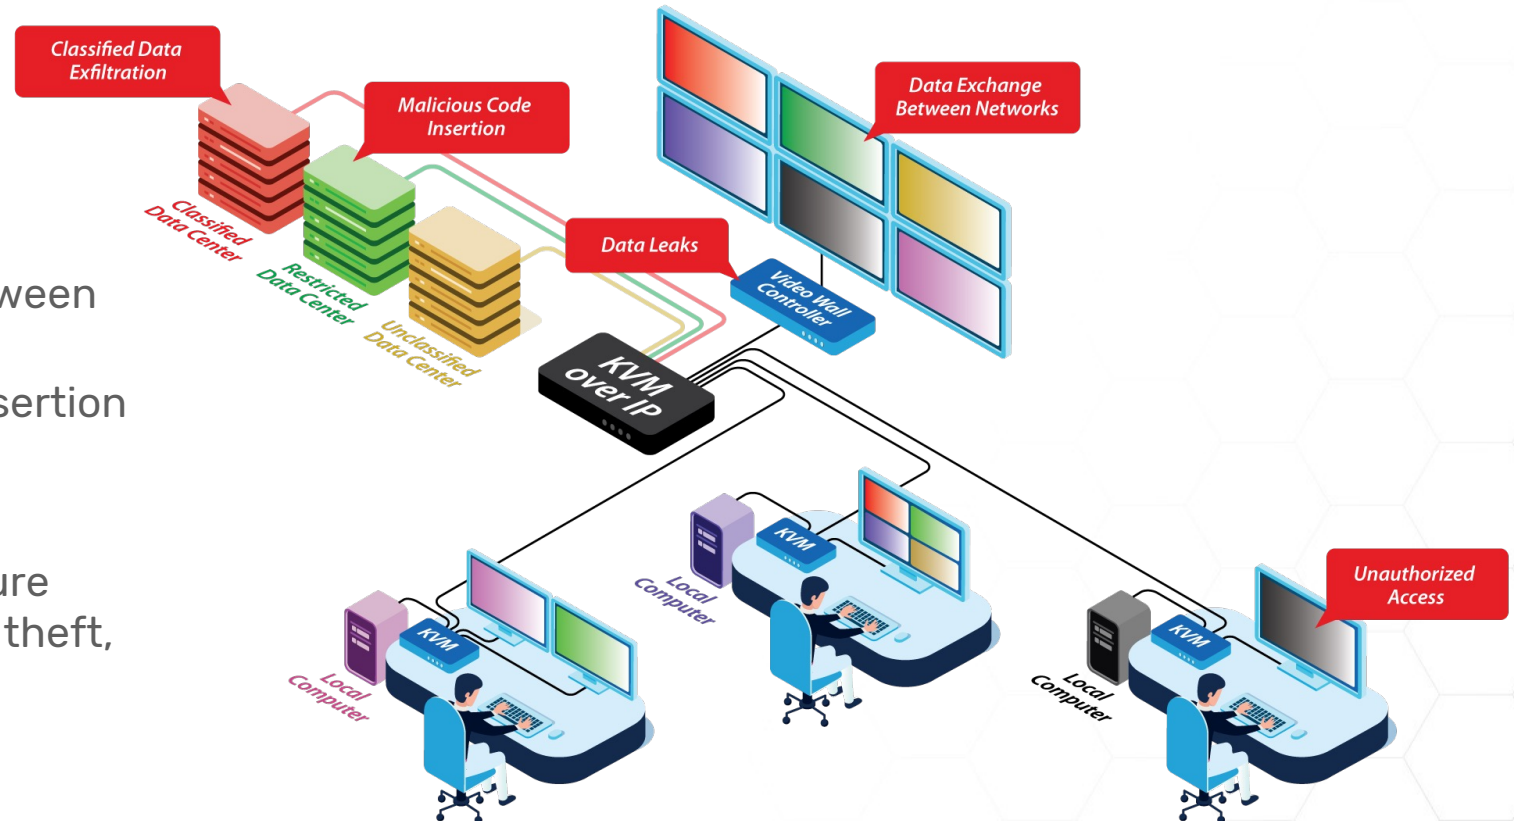 Classified Data
Exfiltration
Malicious Code
Insertion
Data Exchange
Between Networks
Data Leaks
Classified
Data Center
Restricted
Data Center
Unclassified
Data Center
Video Wall
Controller
KVM
over IP
tween
sertion
ure
theft,
KVM
Local
Computer
KVM
Local
Computer
KVM
Local
Computer
Unauthorized
Access